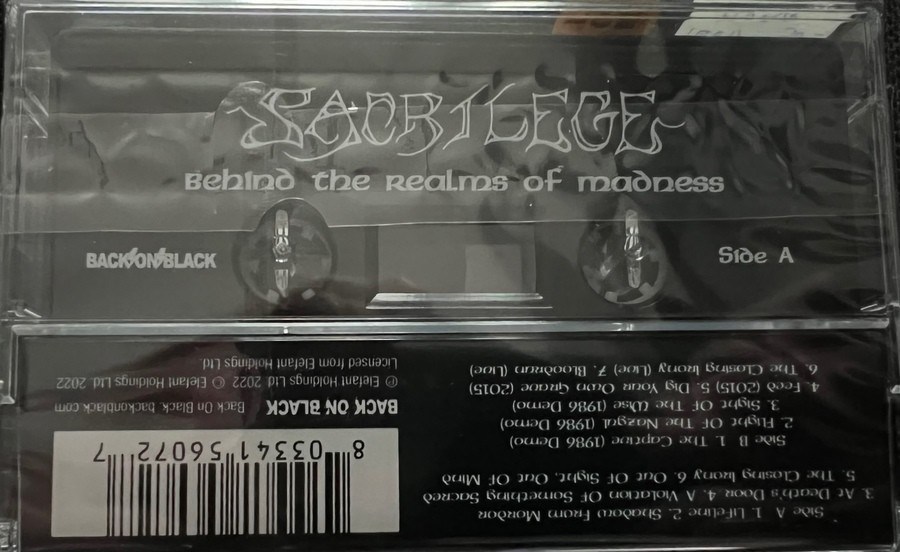 SACRILEGE
Behind the Realms of madness
BACK ON BLACK
Side A
Side A 1. Lifeline 2. Shadow From Mordor
3. At Death's Door 4. A Violation Of Something Sacred
5. The Closing Irony 6. Out Of Sight, Out Of Mind
Side B 1. The Captive (1986 Demo)
2. Flight Of The Nazgul (1986 Demo)
3. Sight Of The Wise (1986 Demo)
4. Feed (2015) 5. Dig Your Own Grave (2015)
6. The Closing Irony (Live) 7. Bloodrun (Live)
8 03341 56072 7
BACK ON BLACK Back On Black. backonblack.com
℗ Elefant Holdings Ltd. 2022 © Elefant Holdings Ltd. 2022
Licensed from Elefant Holdings Ltd.